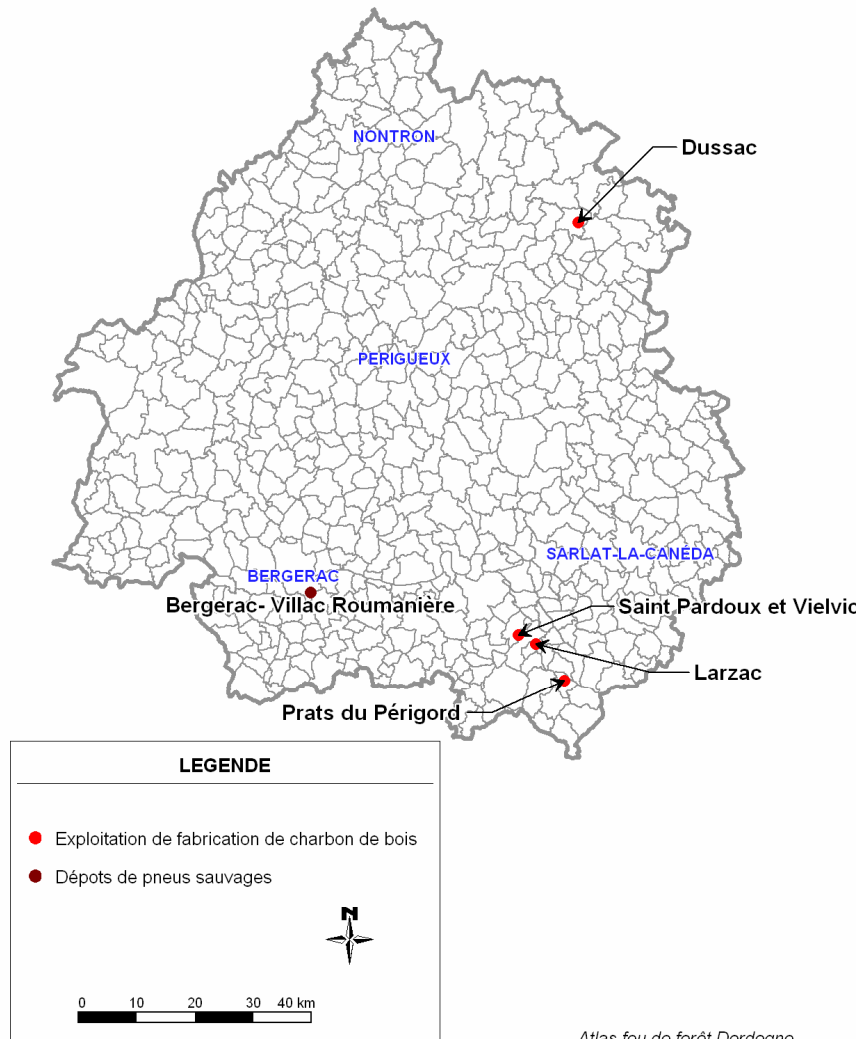 NONTRON
Dussac
PERIGUEUX
SARLAT-LA-CANÉDA
BERGERAC
Bergerac- Villac Roumanière
Saint Pardoux et Vielvic
Larzac
Prats du Périgord
LEGENDE
Exploitation de fabrication de charbon de bois
Dépots de pneus sauvages
N
0 10 20 30 40 km
Atlas feu de forêt Dordogne